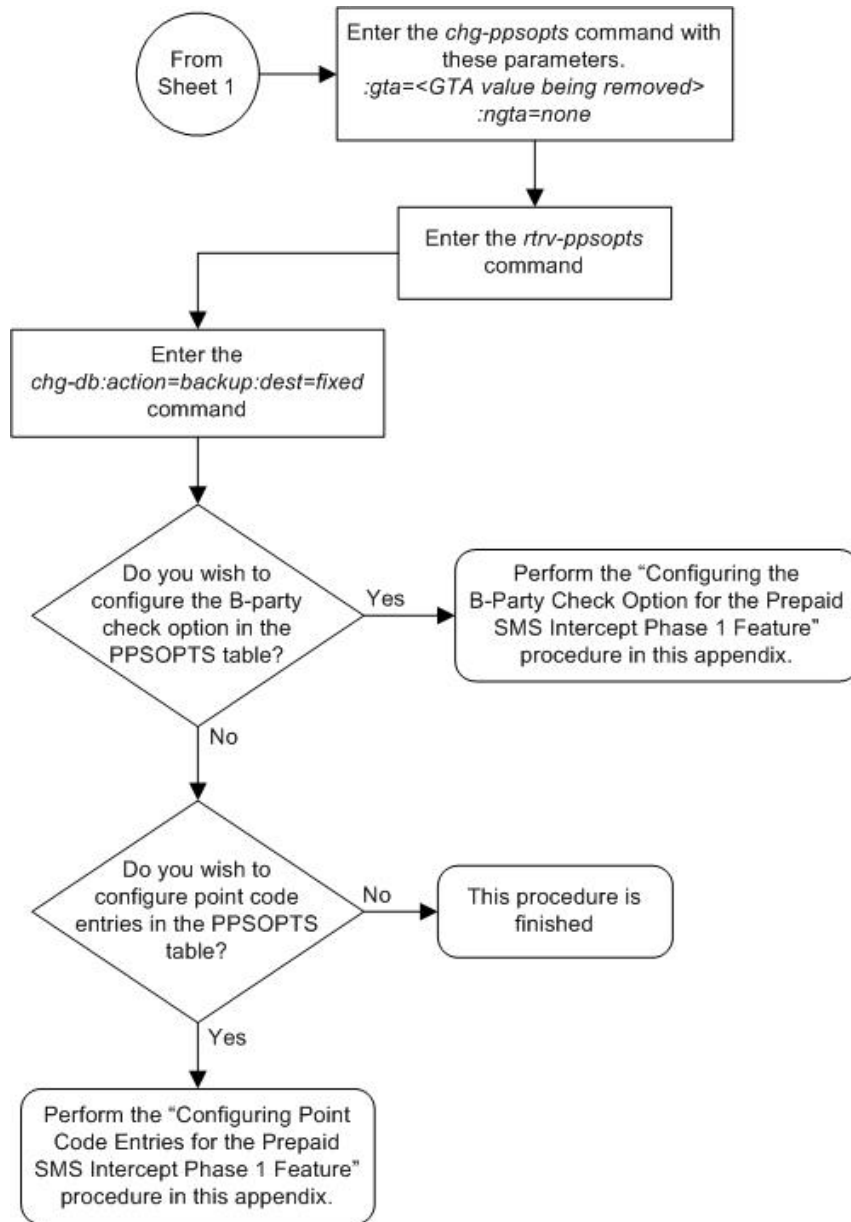 From
Sheet 1
Enter the chg-ppsopts command with
these parameters.
:gta=<GTA value being removed>
:ngta=none
Enter the rtrv-ppsopts
command
Enter the
chg-db:action=backup:dest=fixed
command
Do you wish to
configure the B-party
check option in the
PPSOPTS table?
Yes
Perform the “Configuring the
B-Party Check Option for the Prepaid
SMS Intercept Phase 1 Feature”
procedure in this appendix.
No
Do you wish to
configure point code
entries in the PPSOPTS
table?
No
This procedure is
finished
Yes
Perform the “Configuring Point
Code Entries for the Prepaid
SMS Intercept Phase 1 Feature”
procedure in this appendix.